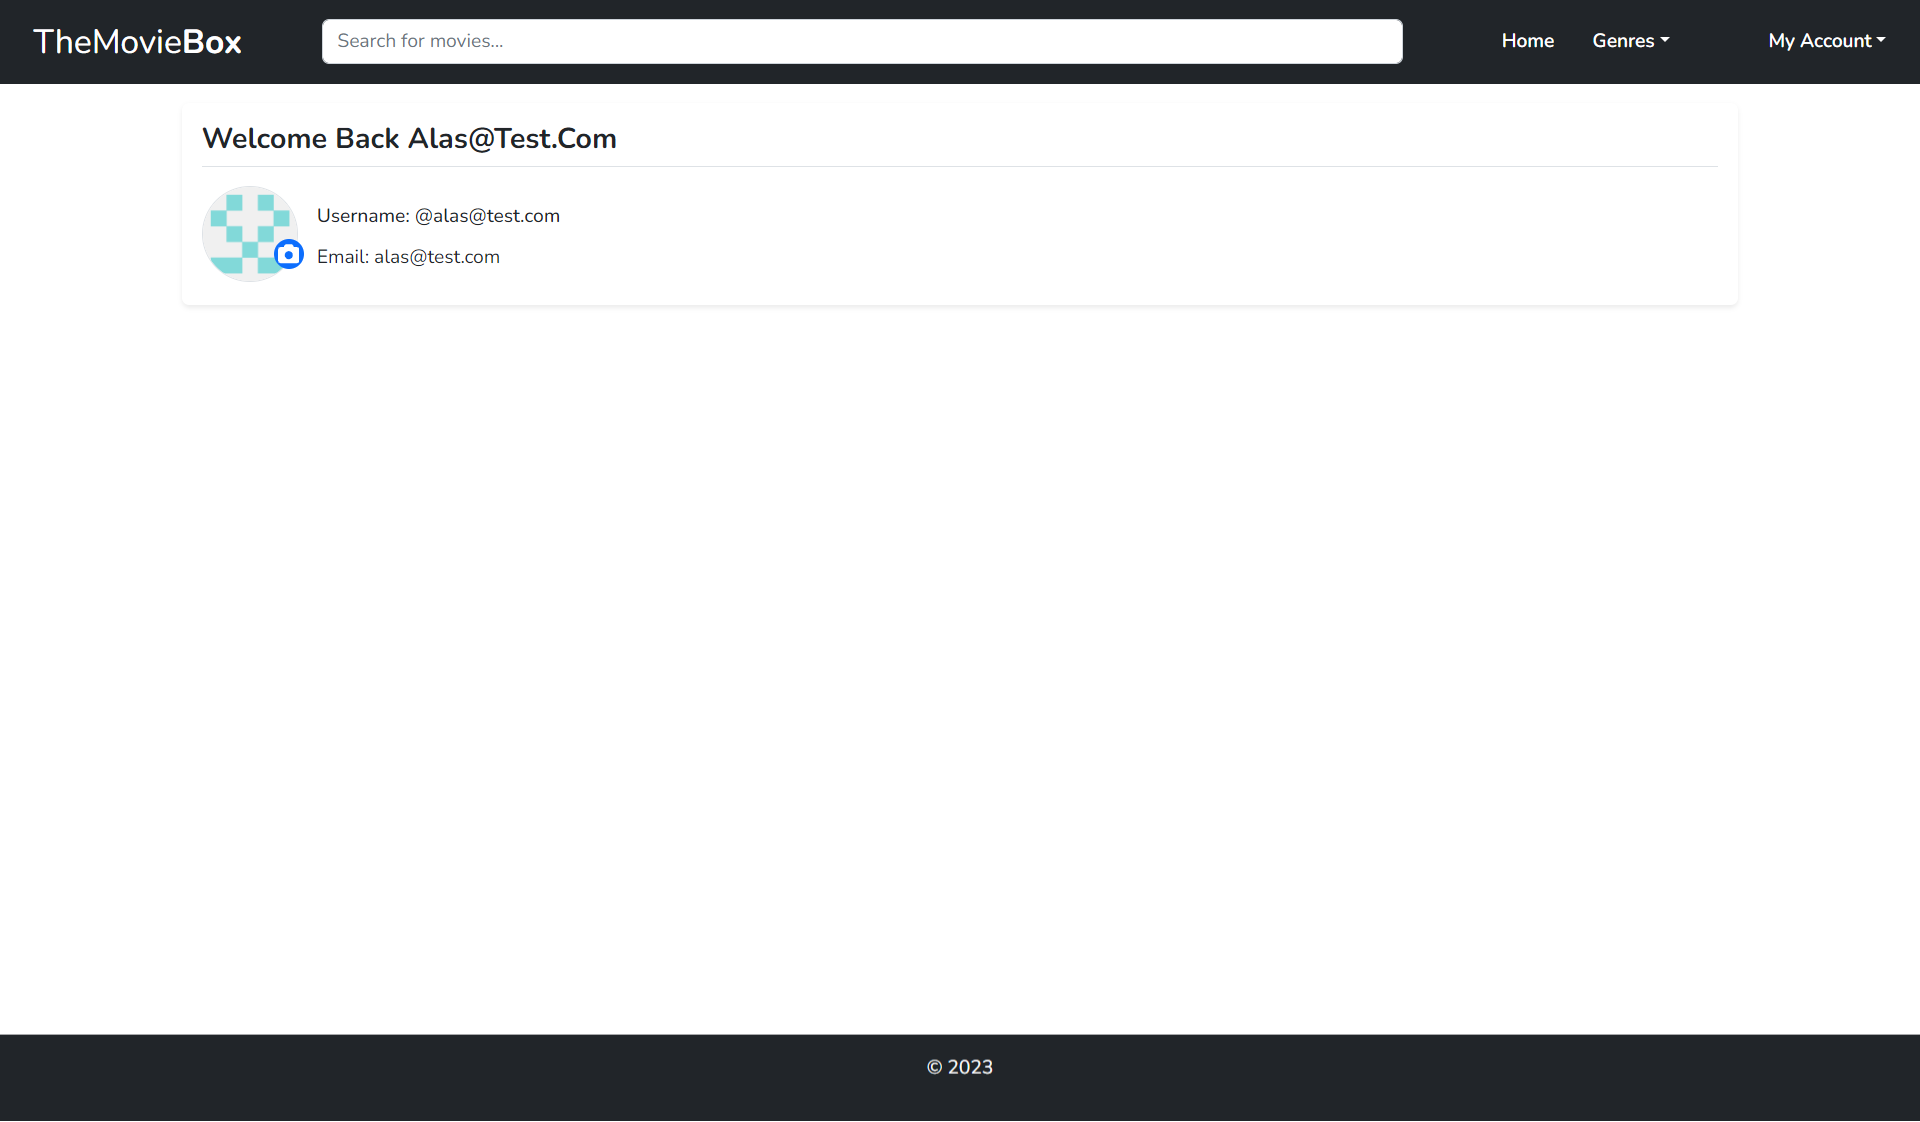 TheMovieBox
Search for movies...
Home
Genres
My Account
Welcome Back Alas@Test.Com
Username: @alas@test.com
Email: alas@test.com
© 2023